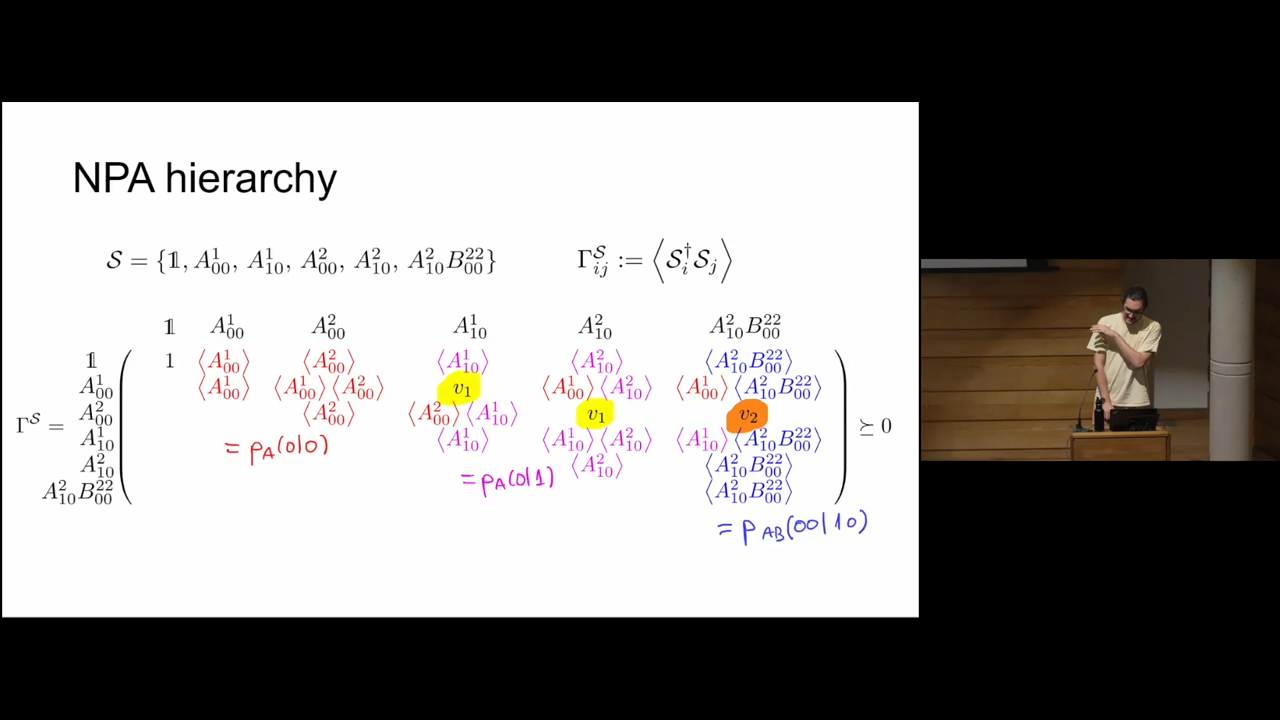 NPA hierarchy
𝒮 = {𝟙, A¹₀₀, A¹₁₀, A²₀₀, A²₁₀, A²₁₀B²²₀₀}   Γ^𝒮_ij := ⟨𝒮†_i 𝒮_j⟩
𝟙 A¹₀₀ A²₀₀ A¹₁₀ A²₁₀ A²₁₀B²²₀₀
𝟙 1 ⟨A¹₀₀⟩ ⟨A²₀₀⟩ ⟨A¹₁₀⟩ ⟨A²₁₀⟩ ⟨A²₁₀B²²₀₀⟩
A¹₀₀ ⟨A¹₀₀⟩ ⟨A¹₀₀⟩⟨A²₀₀⟩ v₁ ⟨A¹₀₀⟩⟨A²₁₀⟩ ⟨A¹₀₀⟩⟨A²₁₀B²²₀₀⟩
Γ^𝒮 = A²₀₀ ⟨A²₀₀⟩ ⟨A²₀₀⟩⟨A¹₁₀⟩ v₁ v₂ ⪰ 0
A¹₁₀ ⟨A¹₁₀⟩ ⟨A¹₁₀⟩⟨A²₁₀⟩ ⟨A¹₁₀⟩⟨A²₁₀B²²₀₀⟩
= p_A(0|0)
A²₁₀ ⟨A²₁₀⟩ ⟨A²₁₀B²²₀₀⟩
= p_A(0|1)
A²₁₀B²²₀₀ ⟨A²₁₀B²²₀₀⟩
= p_AB(00|10)